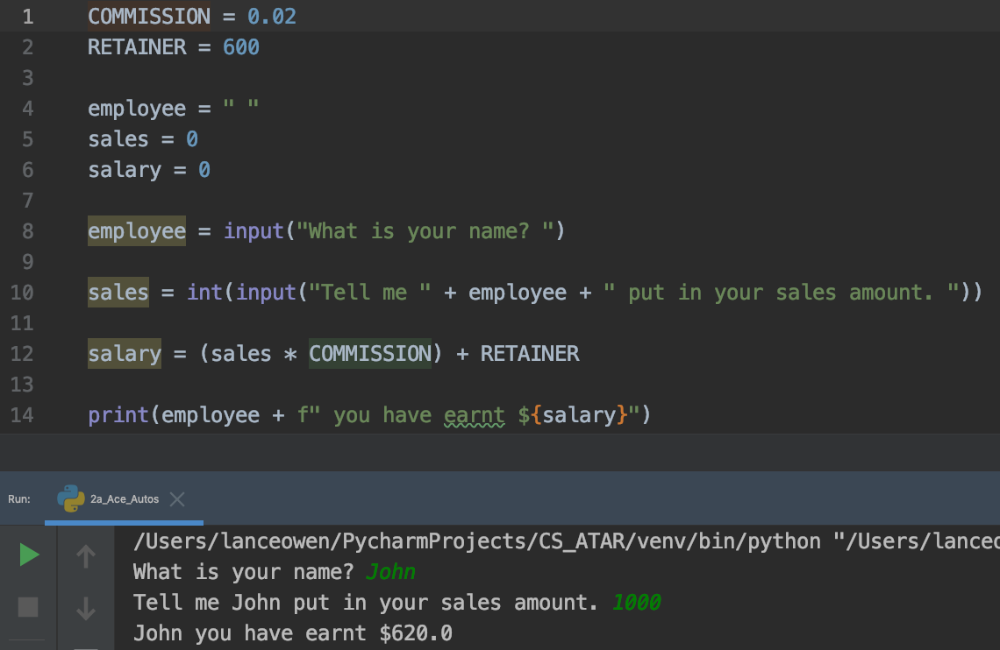 1 COMMISSION = 0.02
2 RETAINER = 600
3
4 employee = " "
5 sales = 0
6 salary = 0
7
8 employee = input("What is your name? ")
9
10 sales = int(input("Tell me " + employee + " put in your sales amount. "))
11
12 salary = (sales * COMMISSION) + RETAINER
13
14 print(employee + f" you have earnt ${salary}")
Run: 2a_Ace_Autos
/Users/lanceowen/PycharmProjects/CS_ATAR/venv/bin/python "/Users/lanceo
What is your name? John
Tell me John put in your sales amount. 1000
John you have earnt $620.0